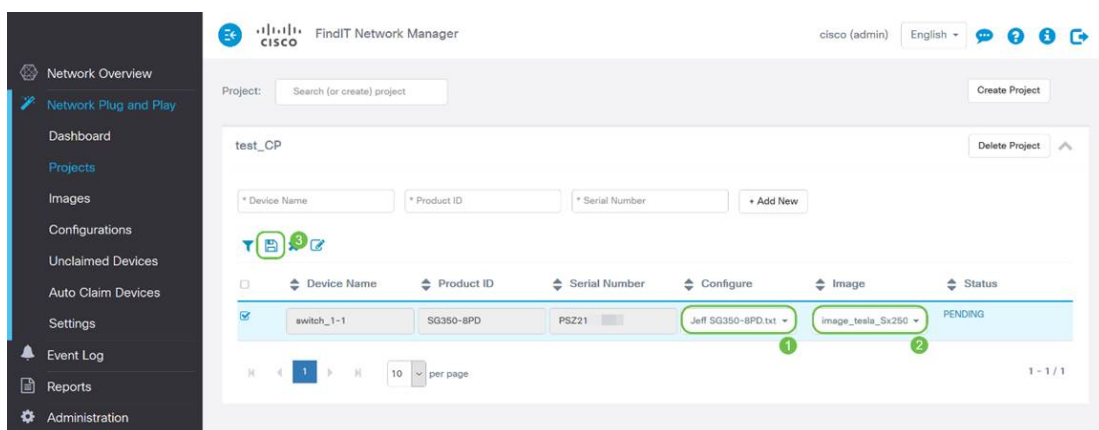 CISCO FindIT Network Manager cisco (admin) English
Network Overview
Network Plug and Play
Dashboard
Projects
Images
Configurations
Unclaimed Devices
Auto Claim Devices
Settings
Event Log
Reports
Administration
Project: Search (or create) project Create Project
test_CP Delete Project
* Device Name * Product ID * Serial Number + Add New
3
Device Name Product ID Serial Number Configure Image Status
switch_1-1 SG350-8PD PSZ21 Jeff SG350-8PD.txt image_tesla_Sx250 PENDING
1 2
1 10 per page 1 - 1 / 1